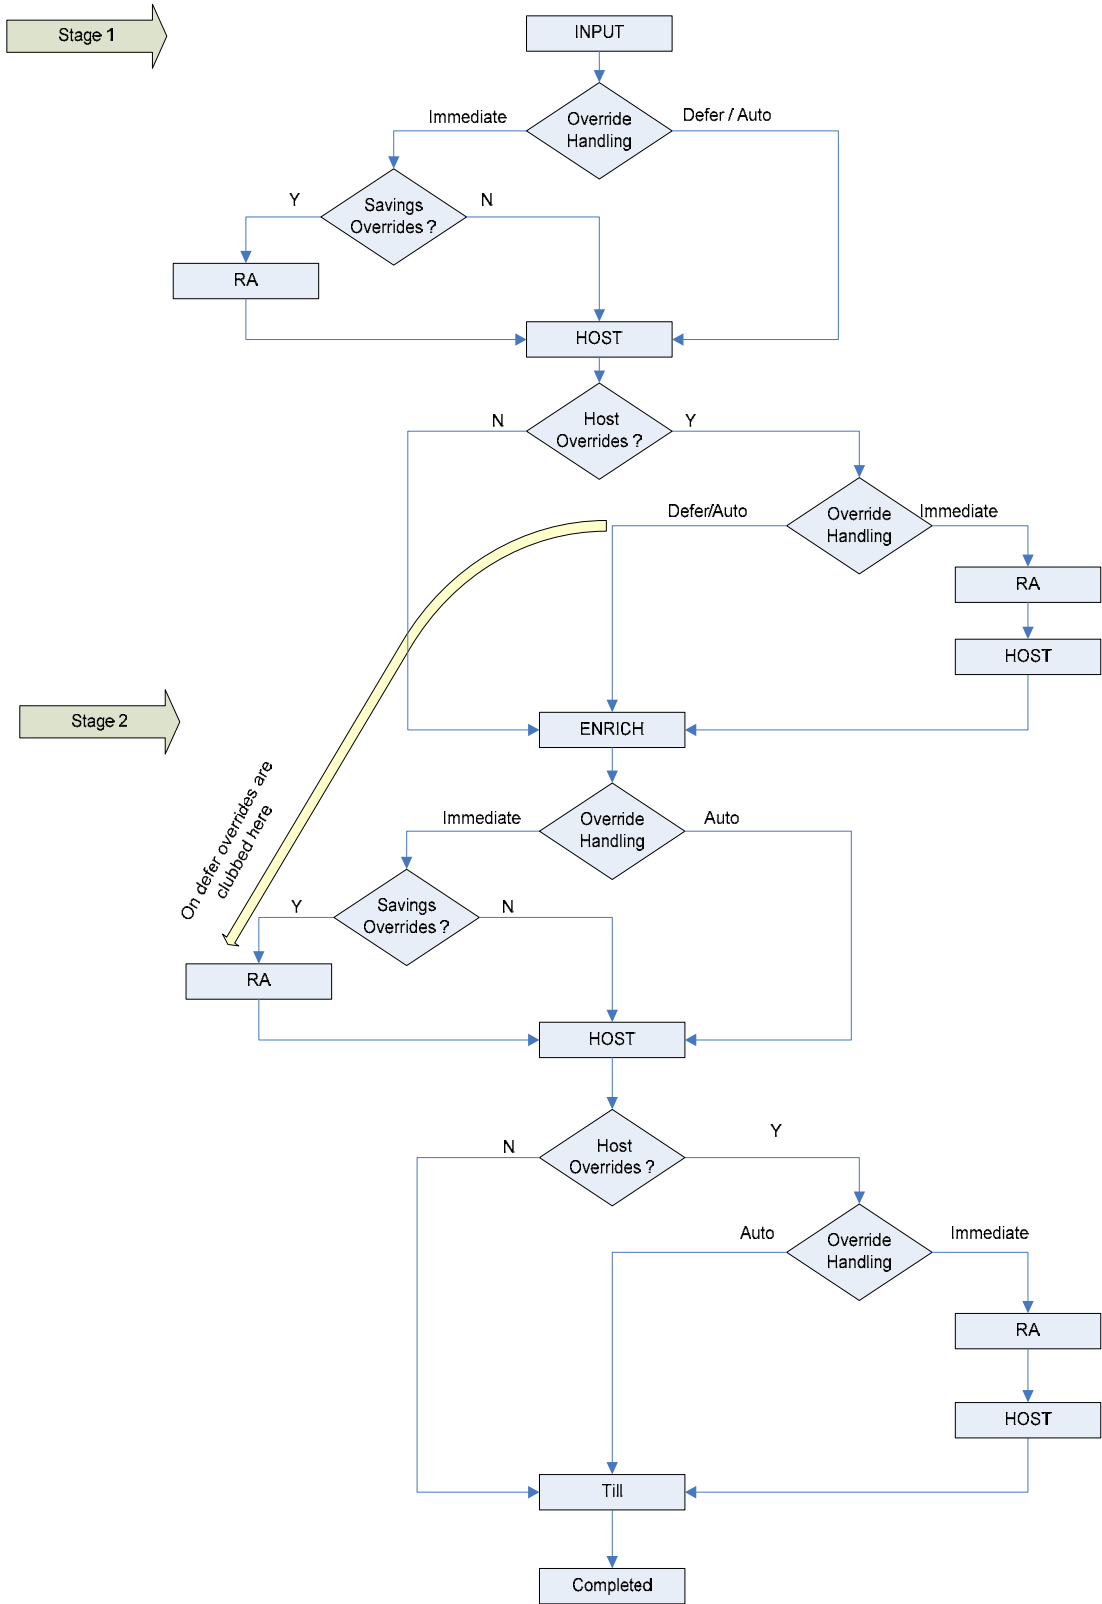 Stage 1
INPUT
Override
Handling
Immediate
Defer / Auto
Savings
Overrides ?
Y
N
RA
HOST
Host
Overrides ?
N
Y
Override
Handling
Defer/Auto
Immediate
RA
HOST
Stage 2
ENRICH
On defer overrides are
clubbed here
Override
Handling
Immediate
Auto
Savings
Overrides ?
Y
N
RA
HOST
Host
Overrides ?
N
Y
Override
Handling
Auto
Immediate
RA
HOST
Till
Completed